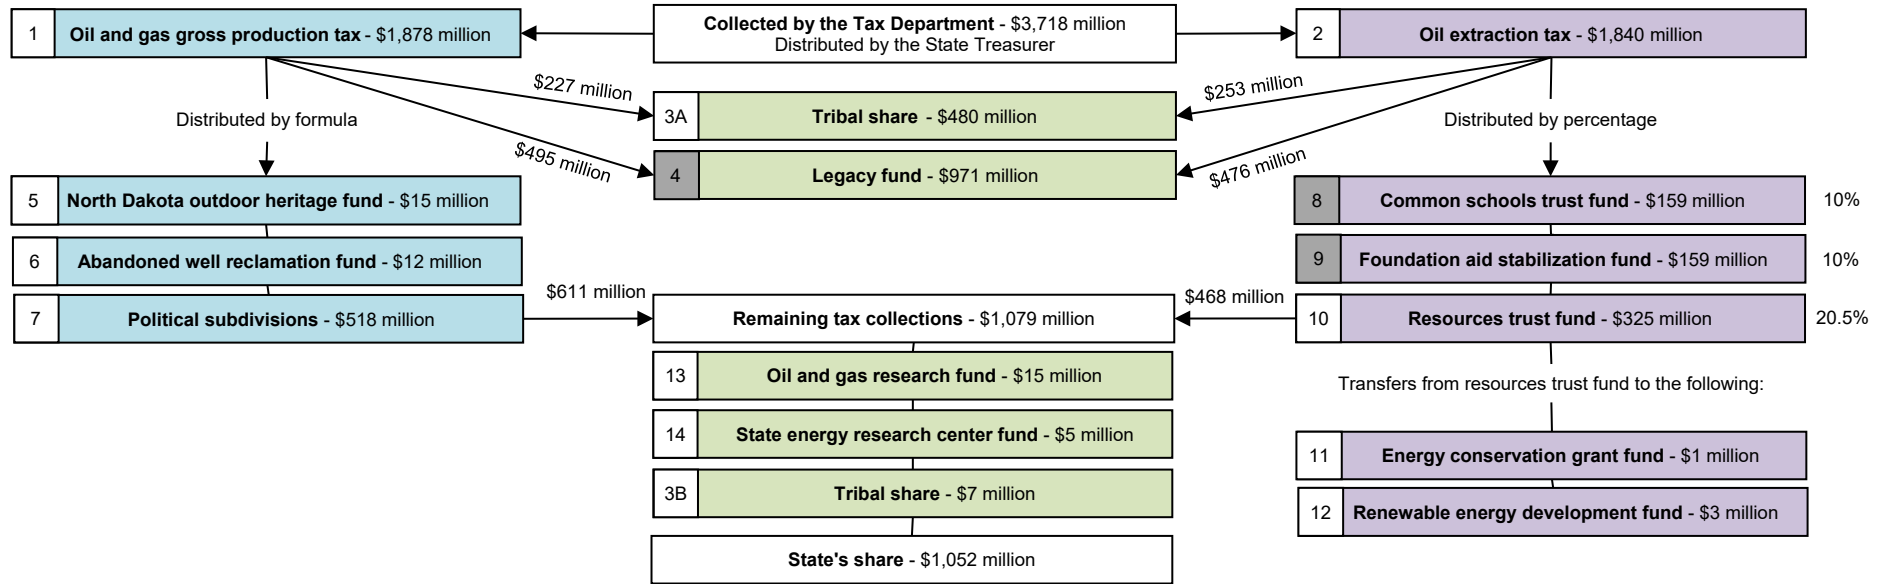 1 Oil and gas gross production tax - $1,878 million
Collected by the Tax Department - $3,718 million
Distributed by the State Treasurer
2 Oil extraction tax - $1,840 million
$227 million
$253 million
3A Tribal share - $480 million
Distributed by formula
Distributed by percentage
$495 million
$476 million
4 Legacy fund - $971 million
5 North Dakota outdoor heritage fund - $15 million
8 Common schools trust fund - $159 million 10%
6 Abandoned well reclamation fund - $12 million
9 Foundation aid stabilization fund - $159 million 10%
$611 million
$468 million
7 Political subdivisions - $518 million
Remaining tax collections - $1,079 million
10 Resources trust fund - $325 million 20.5%
13 Oil and gas research fund - $15 million
Transfers from resources trust fund to the following:
14 State energy research center fund - $5 million
11 Energy conservation grant fund - $1 million
3B Tribal share - $7 million
12 Renewable energy development fund - $3 million
State's share - $1,052 million